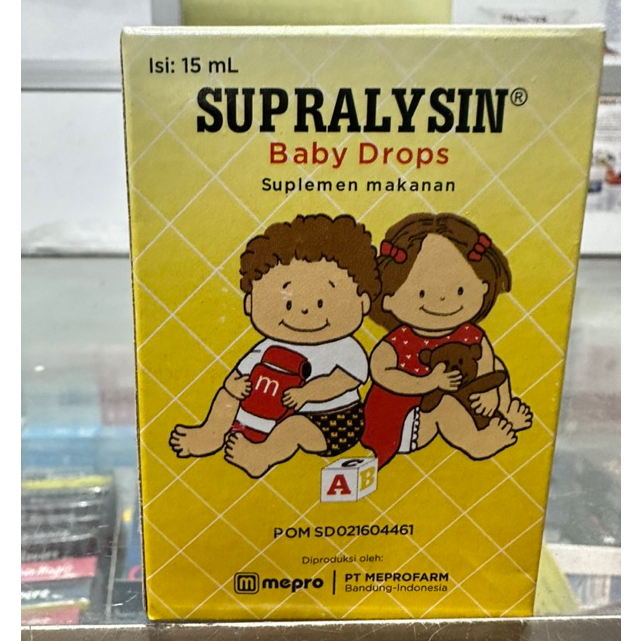 Isi: 15 mL
SUPRALYSIN®
Baby Drops
Suplemen makanan
m
C
A B
POM SD021604461
Diproduksi oleh:
m mepro | PT MEPROFARM
Bandung-Indonesia